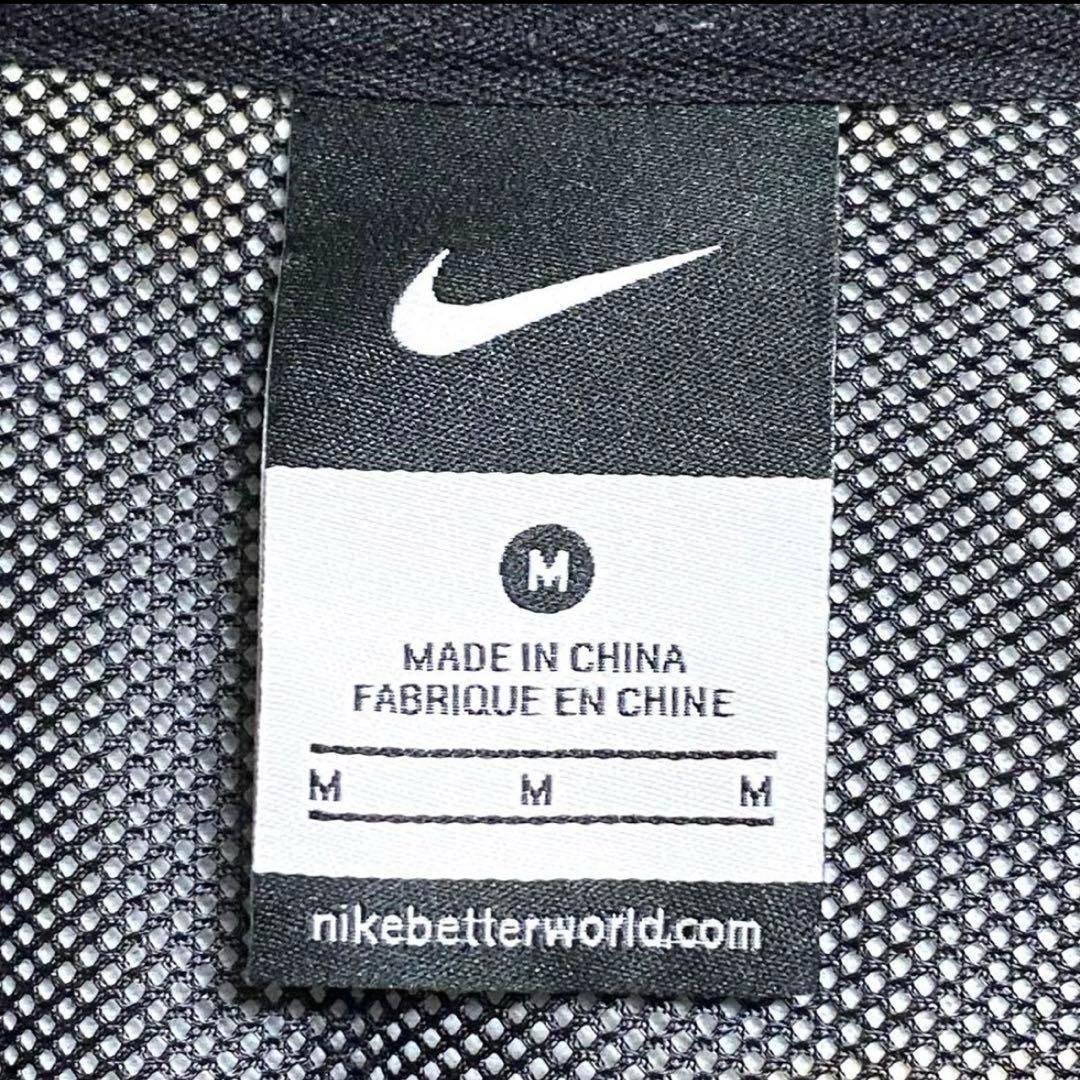 M
MADE IN CHINA
FABRIQUE EN CHINE
M M M
nikebetterworld.com